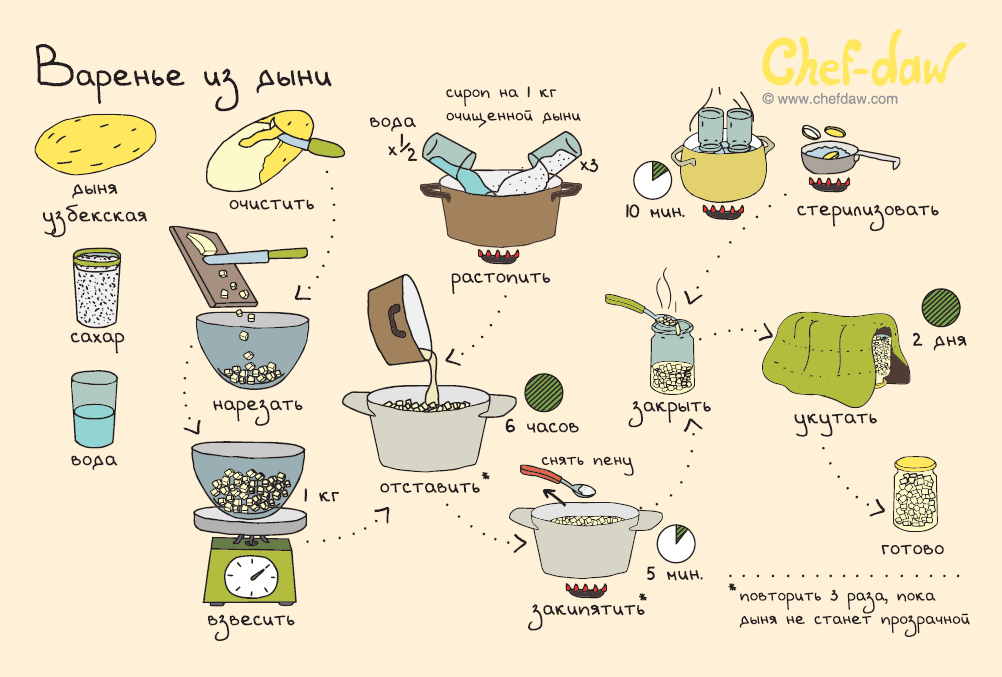 Варенье из дыни
Chef-daw
© www.chefdaw.com
дыня
узбекская
сахар
вода
очистить
нарезать
1 кг
взвесить
сироп на 1 кг
очищенной дыни
вода
x1/2
x3
растопить
6 часов
отставить*
снять пену
5 мин.
закипятить*
10 мин.
стерилизовать
закрыть
2 дня
укутать
готово
*повторить 3 раза, пока
дыня не станет прозрачной